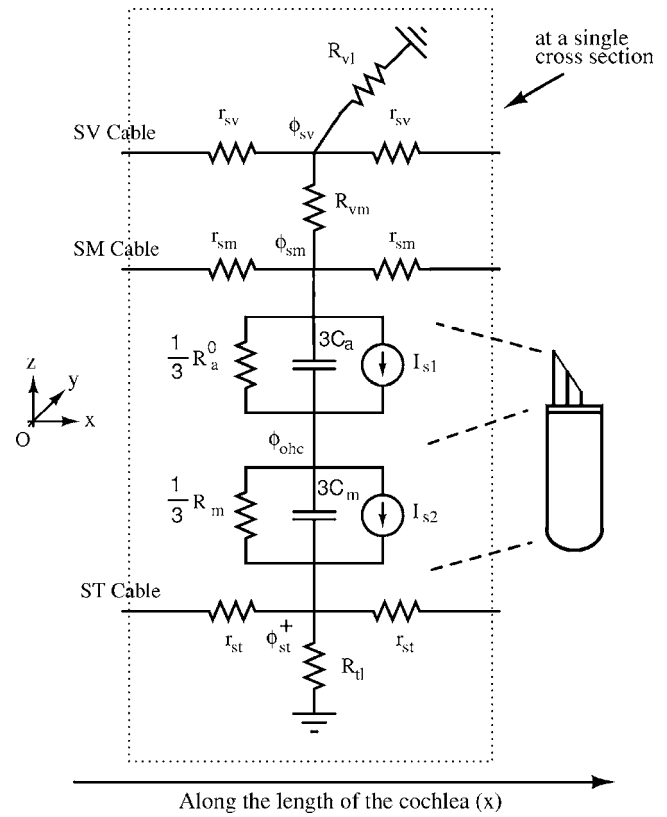 R_vl
at a single
cross section
r_sv
ϕ_sv
r_sv
SV Cable
R_vm
r_sm
ϕ_sm
r_sm
SM Cable
1/3 R_a^0
3C_a
I_s1
z
y
x
O
ϕ_ohc
1/3 R_m
3C_m
I_s2
ST Cable
r_st
ϕ_st^+
r_st
R_tl
Along the length of the cochlea (x)